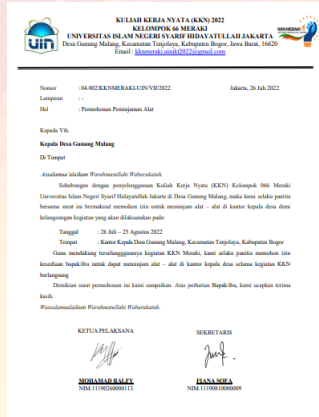 KULIAH KERJA NYATA (KKN) 2022
KELOMPOK 66 MERAKI
UNIVERSITAS ISLAM NEGERI SYARIF HIDAYATULLAH JAKARTA
Desa Gunung Malang, Kecamatan Tenjolaya, Kabupaten Bogor, Jawa Barat, 16620
Email : kknmeraki.uinjkt2022@gmail.com
Nomor : 04.002/KKNMERAKI-UIN/VII/2022 Jakarta, 26 Juli 2022
Lampiran : -
Hal : Permohonan Peminjaman Alat
Kepada Yth.
Kepala Desa Gunung Malang
Di Tempat
Assalamua'alaikum Warahmatullahi Wabarakatuh.
Sehubungan dengan penyelenggaraan Kuliah Kerja Nyata (KKN) Kelompok 066 Meraki
Universitas Islam Negeri Syarif Hidayatullah Jakarta di Desa Gunung Malang, maka kami selaku panitia
bersama surat ini bermaksud memohon izin untuk meminjam alat – alat di kantor kepala desa demi
kelangsungan kegiatan yang akan dilaksanakan pada:
Tanggal : 26 Juli – 25 Agustus 2022
Tempat : Kantor Kepala Desa Gunung Malang, Kecamatan Tenjolaya, Kabupaten Bogor
Guna mendukung terselenggaranya kegiatan KKN Meraki, kami selaku panitia memohon izin
kesediaan bapak/ibu untuk dapat meminjam alat – alat di kantor kepala desa selama kegiatan KKN
berlangsung
Demikian surat permohonan ini kami sampaikan. Atas perhatian Bapak/Ibu, kami ucapkan terima
kasih.
Wassalamualaikum Warahmatullahi Wabarakatuh.
KETUA PELAKSANA SEKRETARIS
MOHAMAD RALFY FIANA SOFA
NIM.11190260000113 NIM.11190810000009